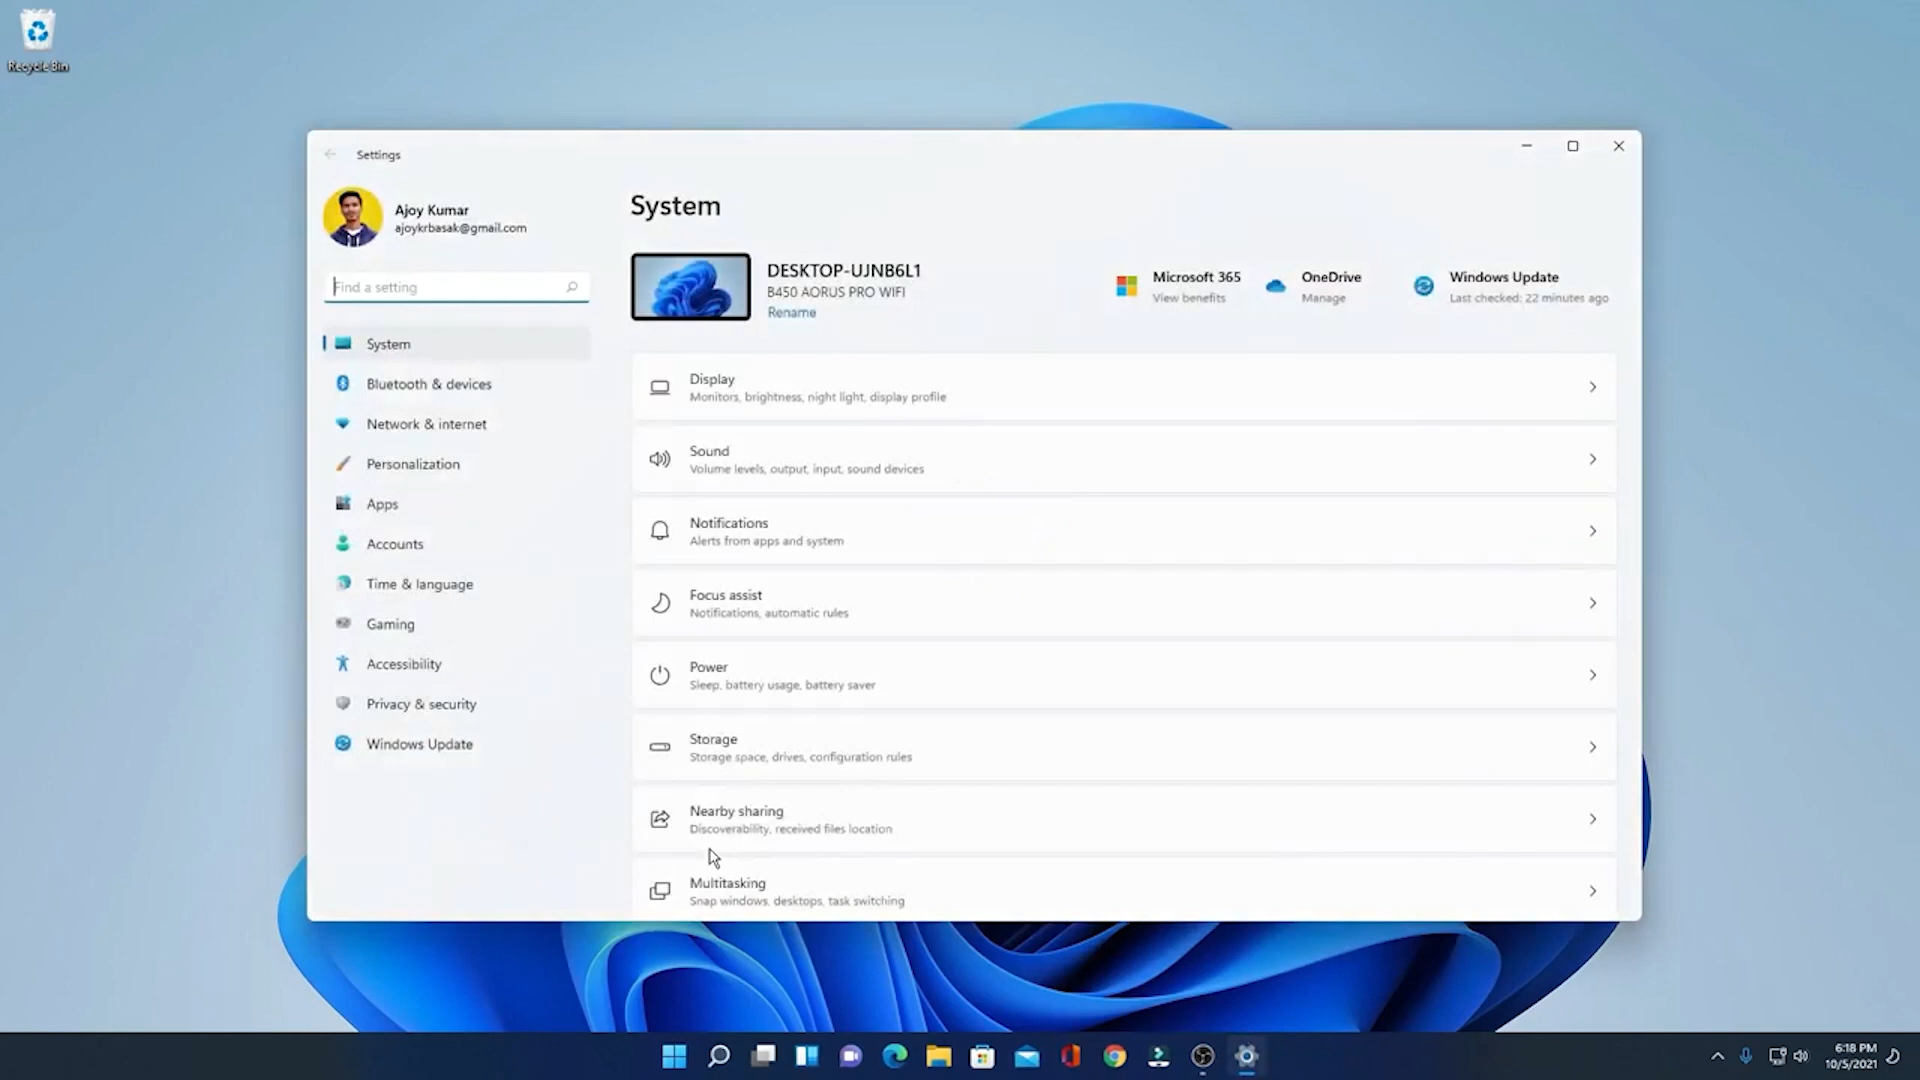 Recycle Bin
Settings
Ajoy Kumar
ajoykrbasak@gmail.com
Find a setting
System
Bluetooth & devices
Network & internet
Personalization
Apps
Accounts
Time & language
Gaming
Accessibility
Privacy & security
Windows Update
System
DESKTOP-UJNB6L1
B450 AORUS PRO WIFI
Rename
Microsoft 365
View benefits
OneDrive
Manage
Windows Update
Last checked: 22 minutes ago
Display
Monitors, brightness, night light, display profile
Sound
Volume levels, output, input, sound devices
Notifications
Alerts from apps and system
Focus assist
Notifications, automatic rules
Power
Sleep, battery usage, battery saver
Storage
Storage space, drives, configuration rules
Nearby sharing
Discoverability, received files location
Multitasking
Snap windows, desktops, task switching
6:18 PM
10/5/2021